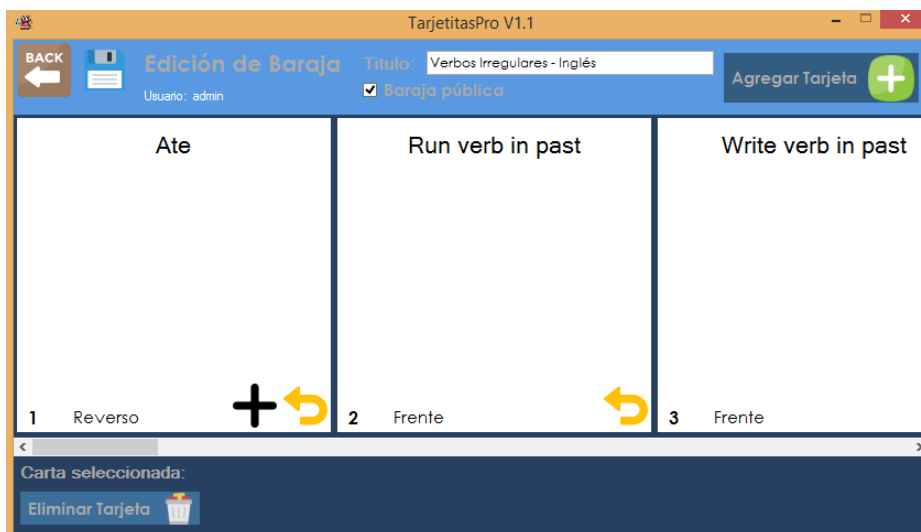 TarjetitasPro V1.1
BACK
Edición de Baraja
Usuario: admin
Titulo: Verbos Irregulares - Inglés
Baraja pública
Agregar Tarjeta
Ate
1 Reverso
Run verb in past
2 Frente
Write verb in past
3 Frente
Carta seleccionada:
Eliminar Tarjeta